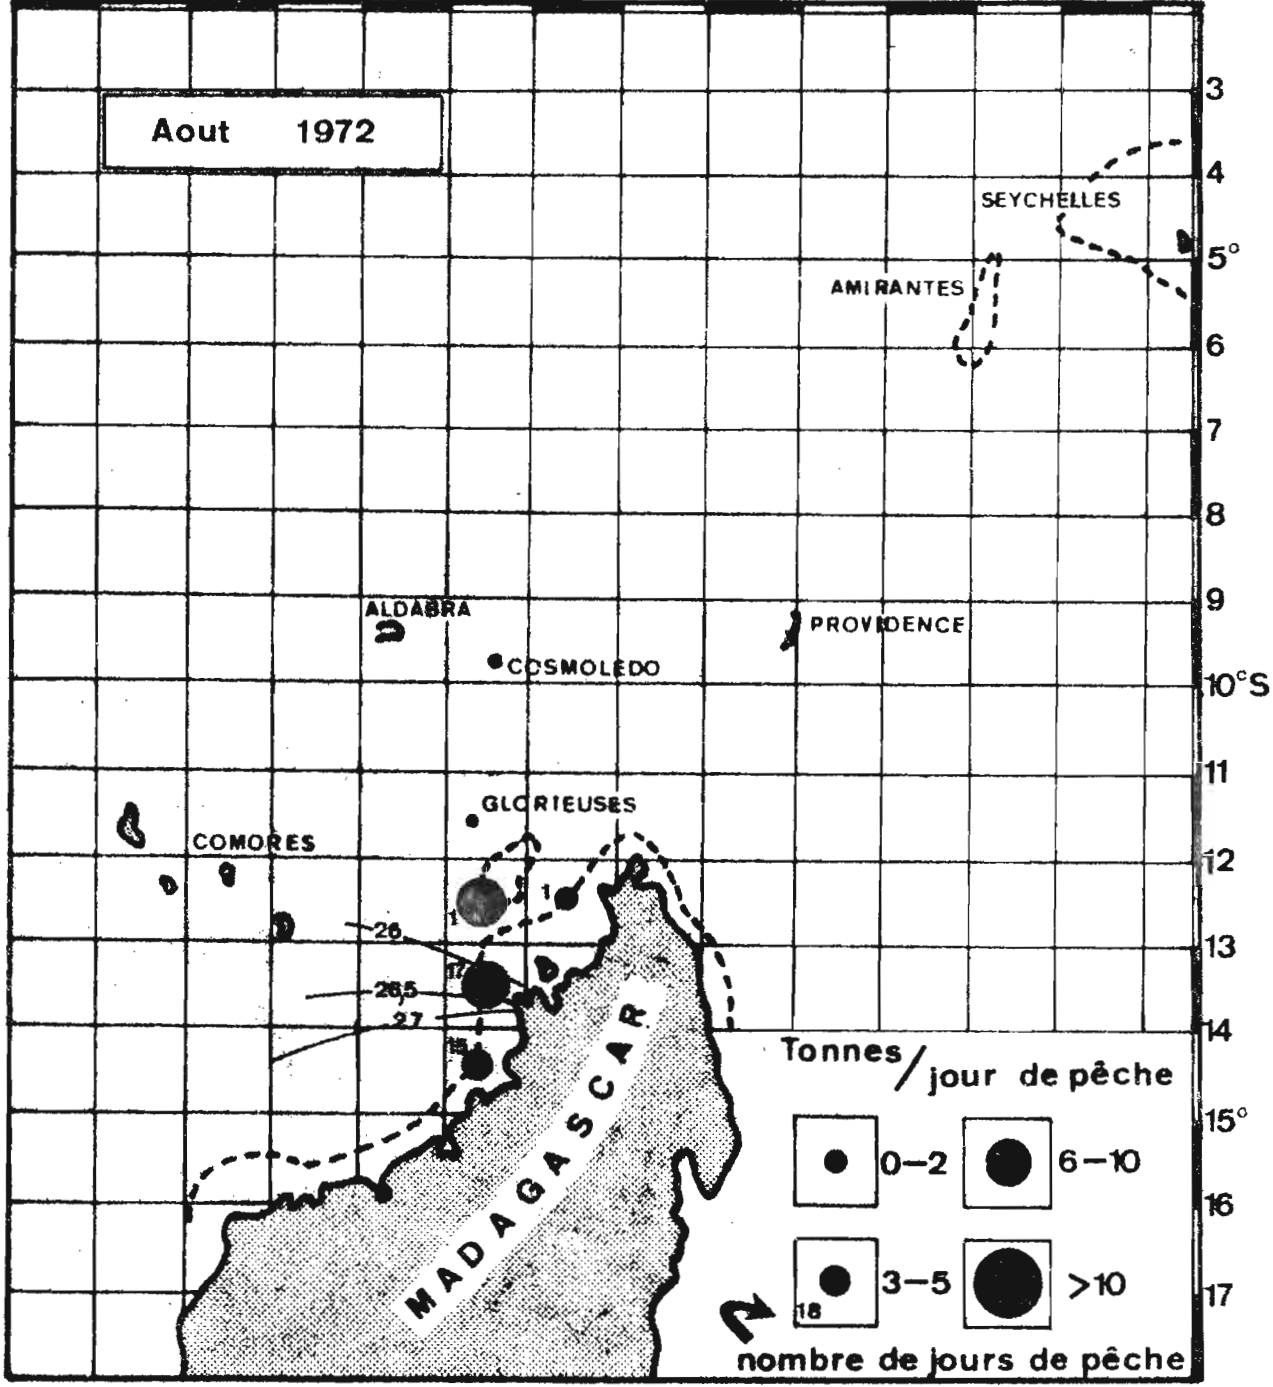 Aout 1972
3
4
SEYCHELLES
5°
AMIRANTES
6
7
8
9
ALDABRA
PROVIDENCE
COSMOLEDO
10°S
11
GLORIEUSES
COMORES
12
1
1
26
13
17
26,5
27
14
15
MADAGASCAR
Tonnes/jour de pêche
15°
0-2
6-10
16
3-5
>10
17
18
nombre de jours de pêche